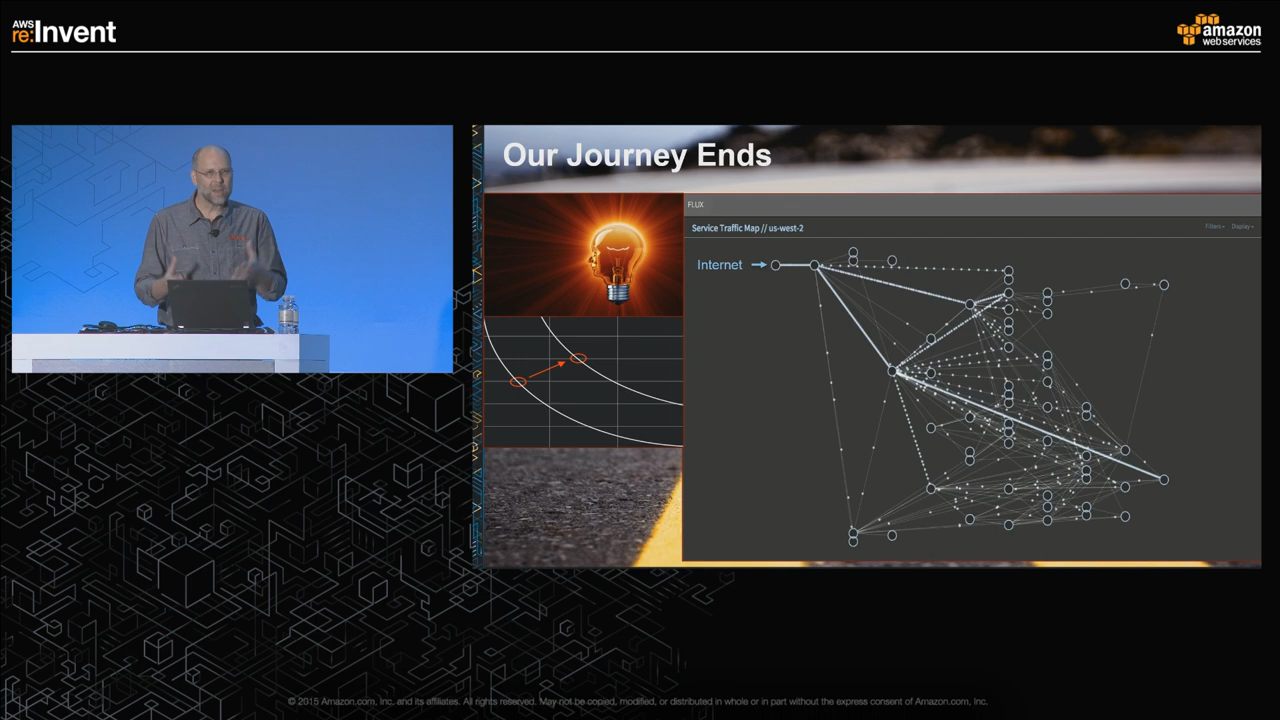 AWS
re:Invent
amazon
web services
Our Journey Ends
FLUX
Service Traffic Map // us-west-2
Filters
Display
Internet
© 2015 Amazon.com, Inc. and its affiliates. All rights reserved. May not be copied, modified, or distributed in whole or in part without the express consent of Amazon.com, Inc.